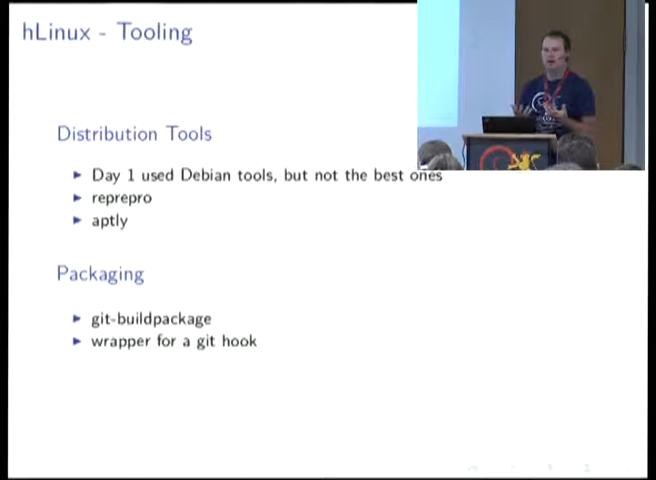 hLinux - Tooling
Distribution Tools
Day 1 used Debian tools, but not the best ones
reprepro
aptly
Packaging
git-buildpackage
wrapper for a git hook